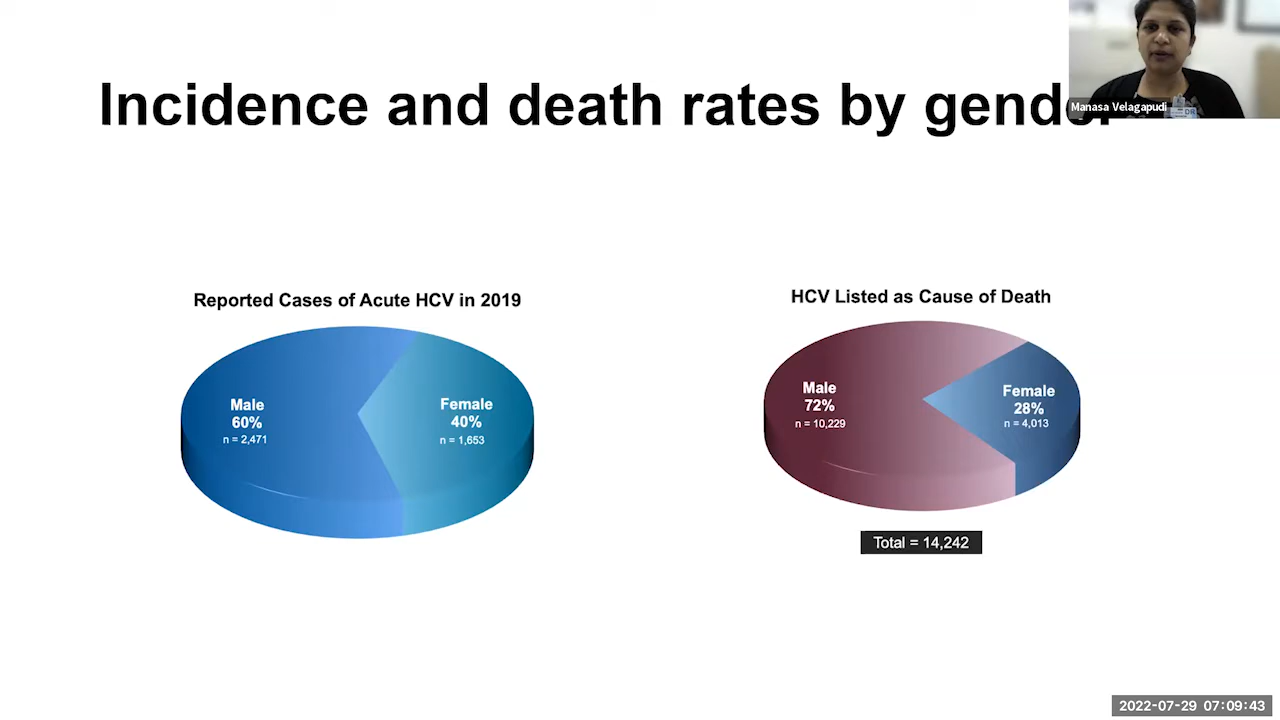 Incidence and death rates by gender
Manasa Velagapudi
Reported Cases of Acute HCV in 2019
Male
60%
n = 2,471
Female
40%
n = 1,653
HCV Listed as Cause of Death
Male
72%
n = 10,229
Female
28%
n = 4,013
Total = 14,242
2022-07-29 07:09:43